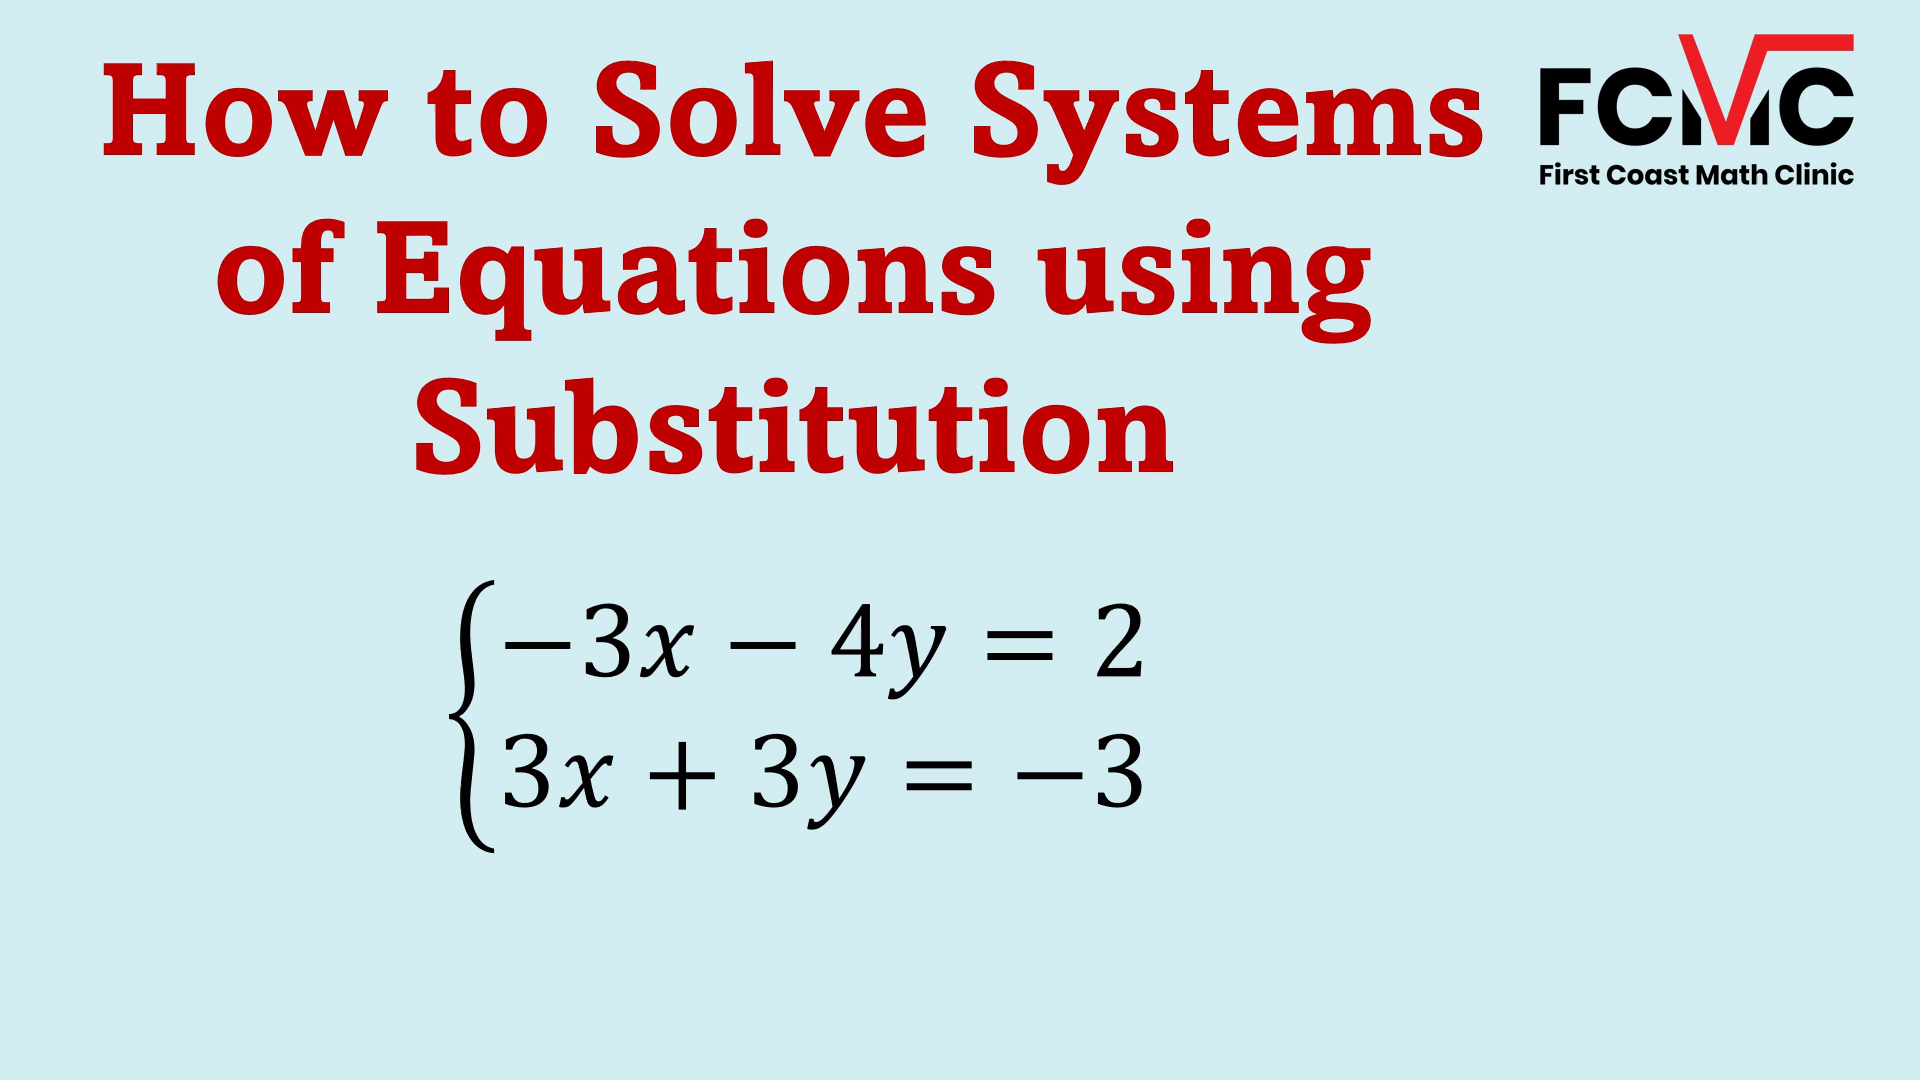 How to Solve Systems
of Equations using
Substitution
FCMC
First Coast Math Clinic
−3x − 4y = 2
3x + 3y = −3